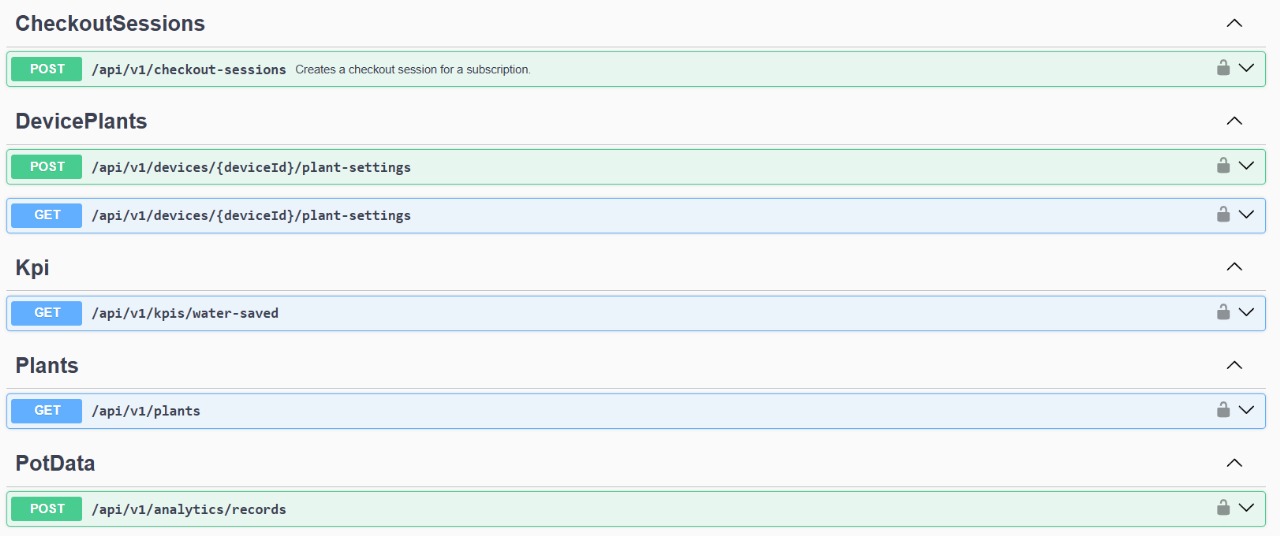 CheckoutSessions
POST /api/v1/checkout-sessions Creates a checkout session for a subscription.
DevicePlants
POST /api/v1/devices/{deviceId}/plant-settings
GET /api/v1/devices/{deviceId}/plant-settings
Kpi
GET /api/v1/kpis/water-saved
Plants
GET /api/v1/plants
PotData
POST /api/v1/analytics/records